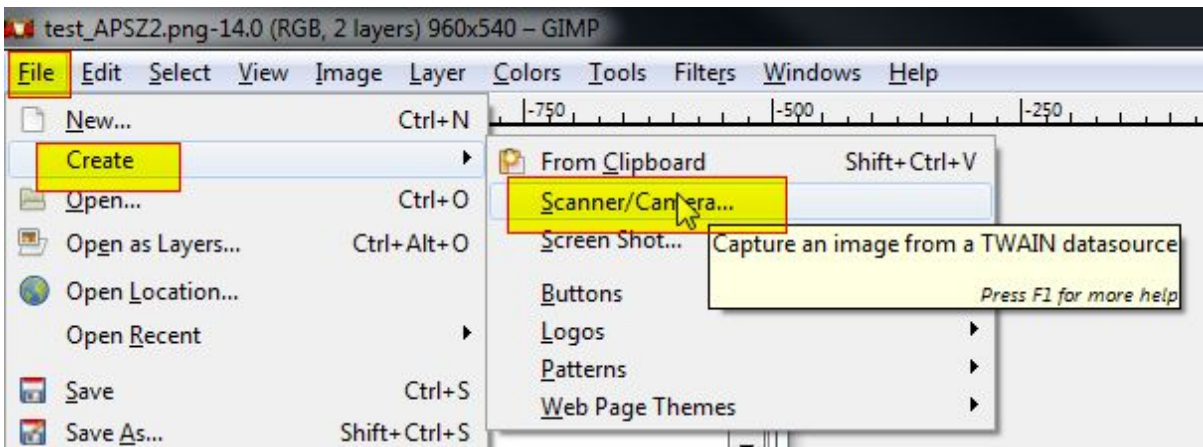 test_APSZ2.png-14.0 (RGB, 2 layers) 960x540 – GIMP
File Edit Select View Image Layer Colors Tools Filters Windows Help
-750 -500 -250
New... Ctrl+N
Create
From Clipboard Shift+Ctrl+V
Open... Ctrl+O
Scanner/Camera...
Open as Layers... Ctrl+Alt+O
Screen Shot...
Capture an image from a TWAIN datasource
Press F1 for more help
Open Location...
Buttons
Open Recent
Logos
Patterns
Save Ctrl+S
Web Page Themes
Save As... Shift+Ctrl+S